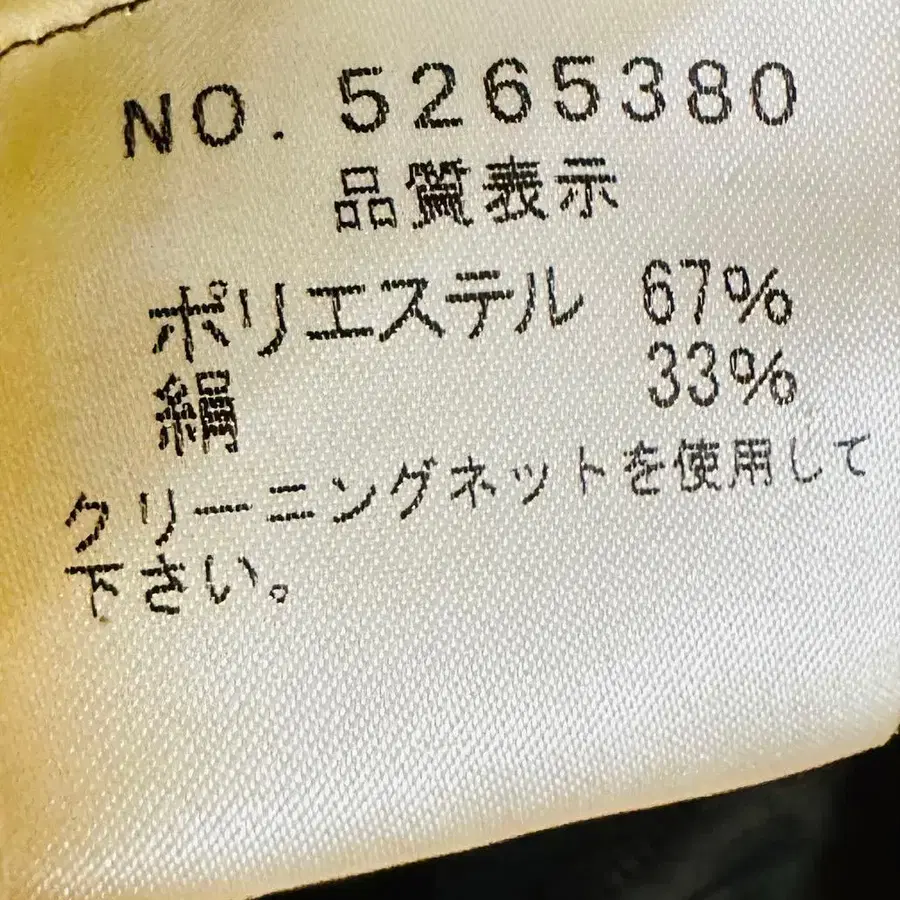 NO. 5265380
品質表示
ポリエステル 67%
絹 33%
クリーニングネットを使用して
下さい。